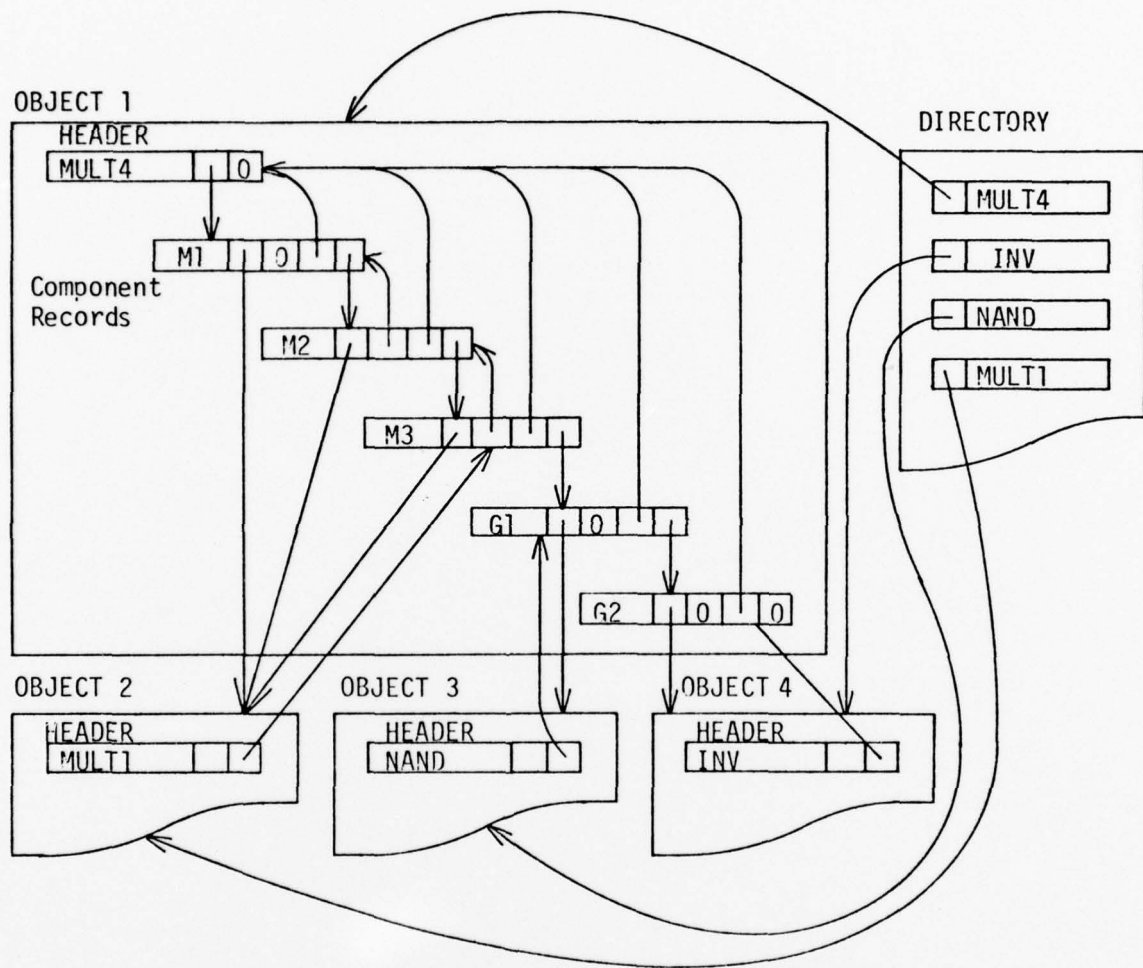 OBJECT 1
HEADER
MULT4 0
M1 0
Component
Records
M2
M3
G1 0
G2 0 0
DIRECTORY
MULT4
INV
NAND
MULT1
OBJECT 2
HEADER
MULT1
OBJECT 3
HEADER
NAND
OBJECT 4
HEADER
INV